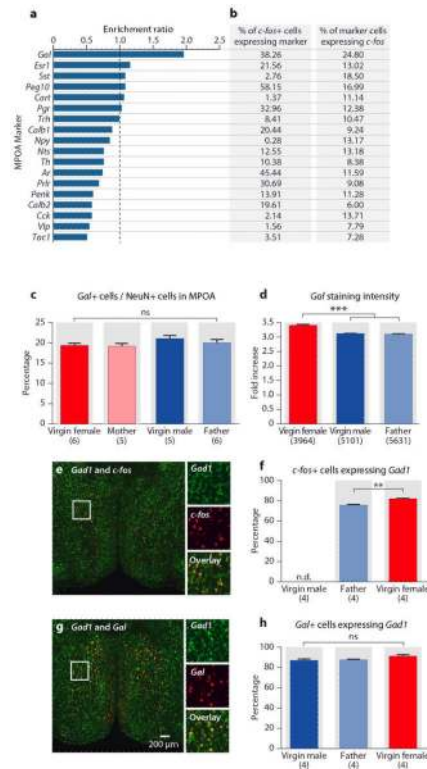 a
Enrichment ratio
0 0.5 1.0 1.5 2.0 2.5
MPOA Marker
Gal
Esr1
Sst
Peg10
Cart
Pgr
Tch
Calb1
Npy
Nts
Th
Ar
Prlr
Penk
Calb2
Cck
Vip
Tac1
b
% of c-fos+ cells expressing marker
% of marker cells expressing c-fos
38.26 24.80
21.56 13.02
2.76 18.50
58.15 16.99
1.37 11.14
32.96 12.38
8.41 10.47
20.44 9.24
0.28 13.17
12.55 13.18
10.38 8.38
45.44 11.59
30.69 9.08
13.91 11.28
19.61 6.00
2.14 13.71
1.56 7.79
3.51 7.28
c
Gal+ cells / NeuN+ cells in MPOA
ns
Percentage
25
20
15
10
5
0
Virgin female Mother Virgin male Father
(6) (5) (5) (6)
d
Gal staining intensity
***
Fold increase
3.5
3.0
2.5
2.0
1.5
1.0
0.5
0
Virgin female Virgin male Father
(3964) (5101) (5631)
e
Gad1 and c-fos
Gad1
c-fos
Overlay
f
c-fos+ cells expressing Gad1
**
Percentage
100
80
60
40
20
0
n.d.
Virgin male Father Virgin female
(4) (4) (4)
g
Gad1 and Gal
Gad1
Gal
Overlay
200 μm
h
Gal+ cells expressing Gad1
ns
Percentage
100
80
60
40
20
0
Virgin male Father Virgin female
(4) (4) (4)